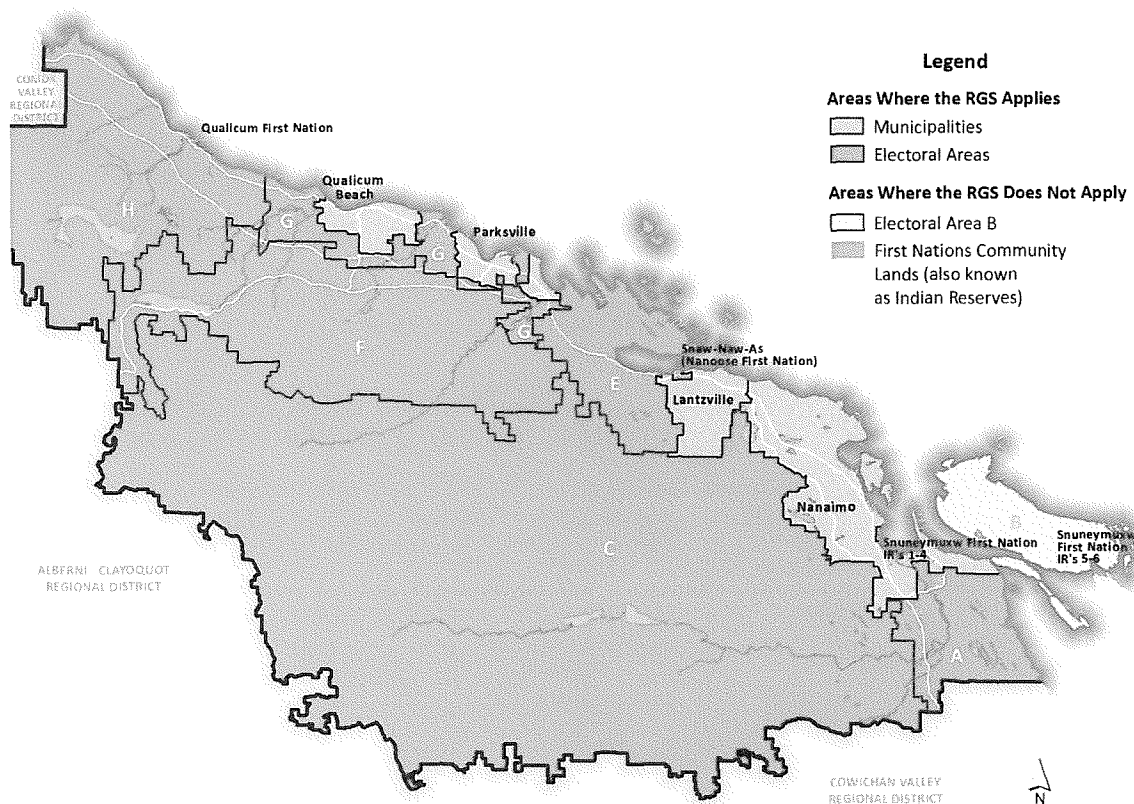 Legend
Areas Where the RGS Applies
Municipalities
Electoral Areas
Areas Where the RGS Does Not Apply
Electoral Area B
First Nations Community
Lands (also known
as Indian Reserves)
COMOX
VALLEY
REGIONAL
DISTRICT
Qualicum First Nation
Qualicum
Beach
Parksville
H
G
G
G
F
E
Snaw-Naw-As
(Nanoose First Nation)
Lantzville
Nanaimo
B
Snuneymuxw First Nation
IR's 1-4
Snuneymuxw
First Nation
IR's 5-6
C
A
ALBERNI CLAYOQUOT
REGIONAL DISTRICT
COWICHAN VALLEY
REGIONAL DISTRICT
N